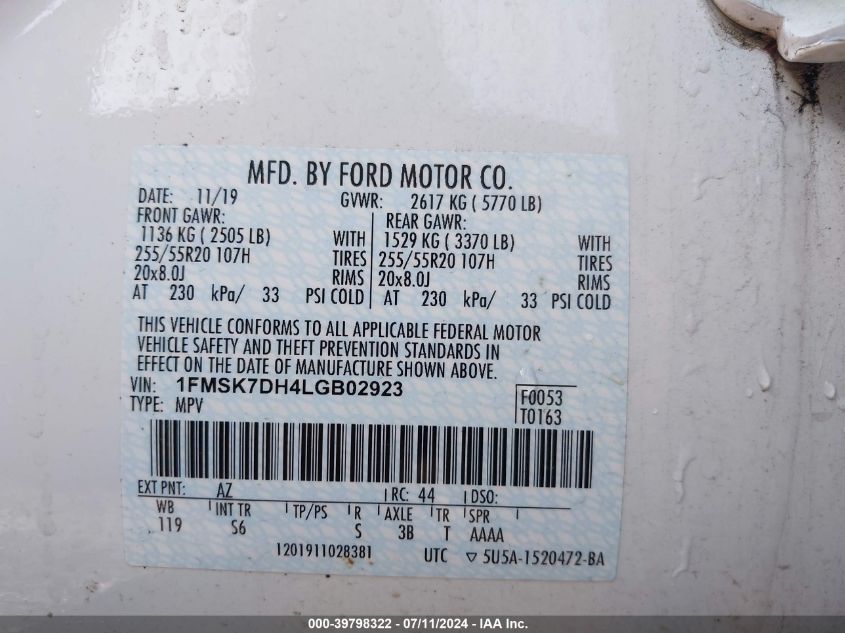 MFD. BY FORD MOTOR CO.
DATE: 11/19 GVWR: 2617 KG ( 5770 LB)
FRONT GAWR: REAR GAWR:
1136 KG ( 2505 LB) WITH 1529 KG ( 3370 LB) WITH
255/55R20 107H TIRES 255/55R20 107H TIRES
20x8.0J RIMS 20x8.0J RIMS
AT 230 kPa/ 33 PSI COLD AT 230 kPa/ 33 PSI COLD
THIS VEHICLE CONFORMS TO ALL APPLICABLE FEDERAL MOTOR
VEHICLE SAFETY AND THEFT PREVENTION STANDARDS IN
EFFECT ON THE DATE OF MANUFACTURE SHOWN ABOVE.
VIN: 1FMSK7DH4LGB02923 F0053
TYPE: MPV T0163
EXT PNT: AZ RC: 44 DSO:
WB INT TR TP/PS R AXLE TR SPR
119 S6 S 3B T AAAA
1201911028381 UTC ▽ 5U5A-1520472-BA
000-39798322 - 07/11/2024 - IAA Inc.